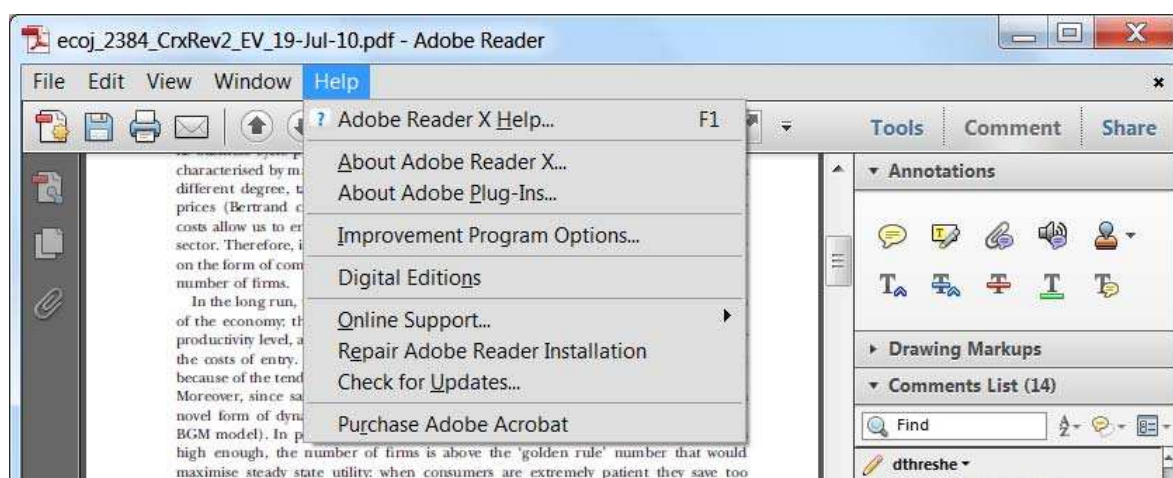 ecoj_2384_CrxRev2_EV_19-Jul-10.pdf - Adobe Reader
File Edit View Window Help
Adobe Reader X Help... F1
About Adobe Reader X...
About Adobe Plug-Ins...
Improvement Program Options...
Digital Editions
Online Support...
Repair Adobe Reader Installation
Check for Updates...
Purchase Adobe Acrobat
Tools Comment Share
Annotations
Drawing Markups
Comments List (14)
Find
dthreshe
characterised by m
different degree,
prices (Bertrand
costs allow us to
sector. Therefore,
on the form of com
number of firms.
In the long run,
of the economy; th
productivity level, a
the costs of entry.
because of the tend
Moreover, since sa
novel form of dyna
BGM model). In p
high enough, the number of firms is above the 'golden rule' number that would
maximise steady state utility: when consumers are extremely patient they save too